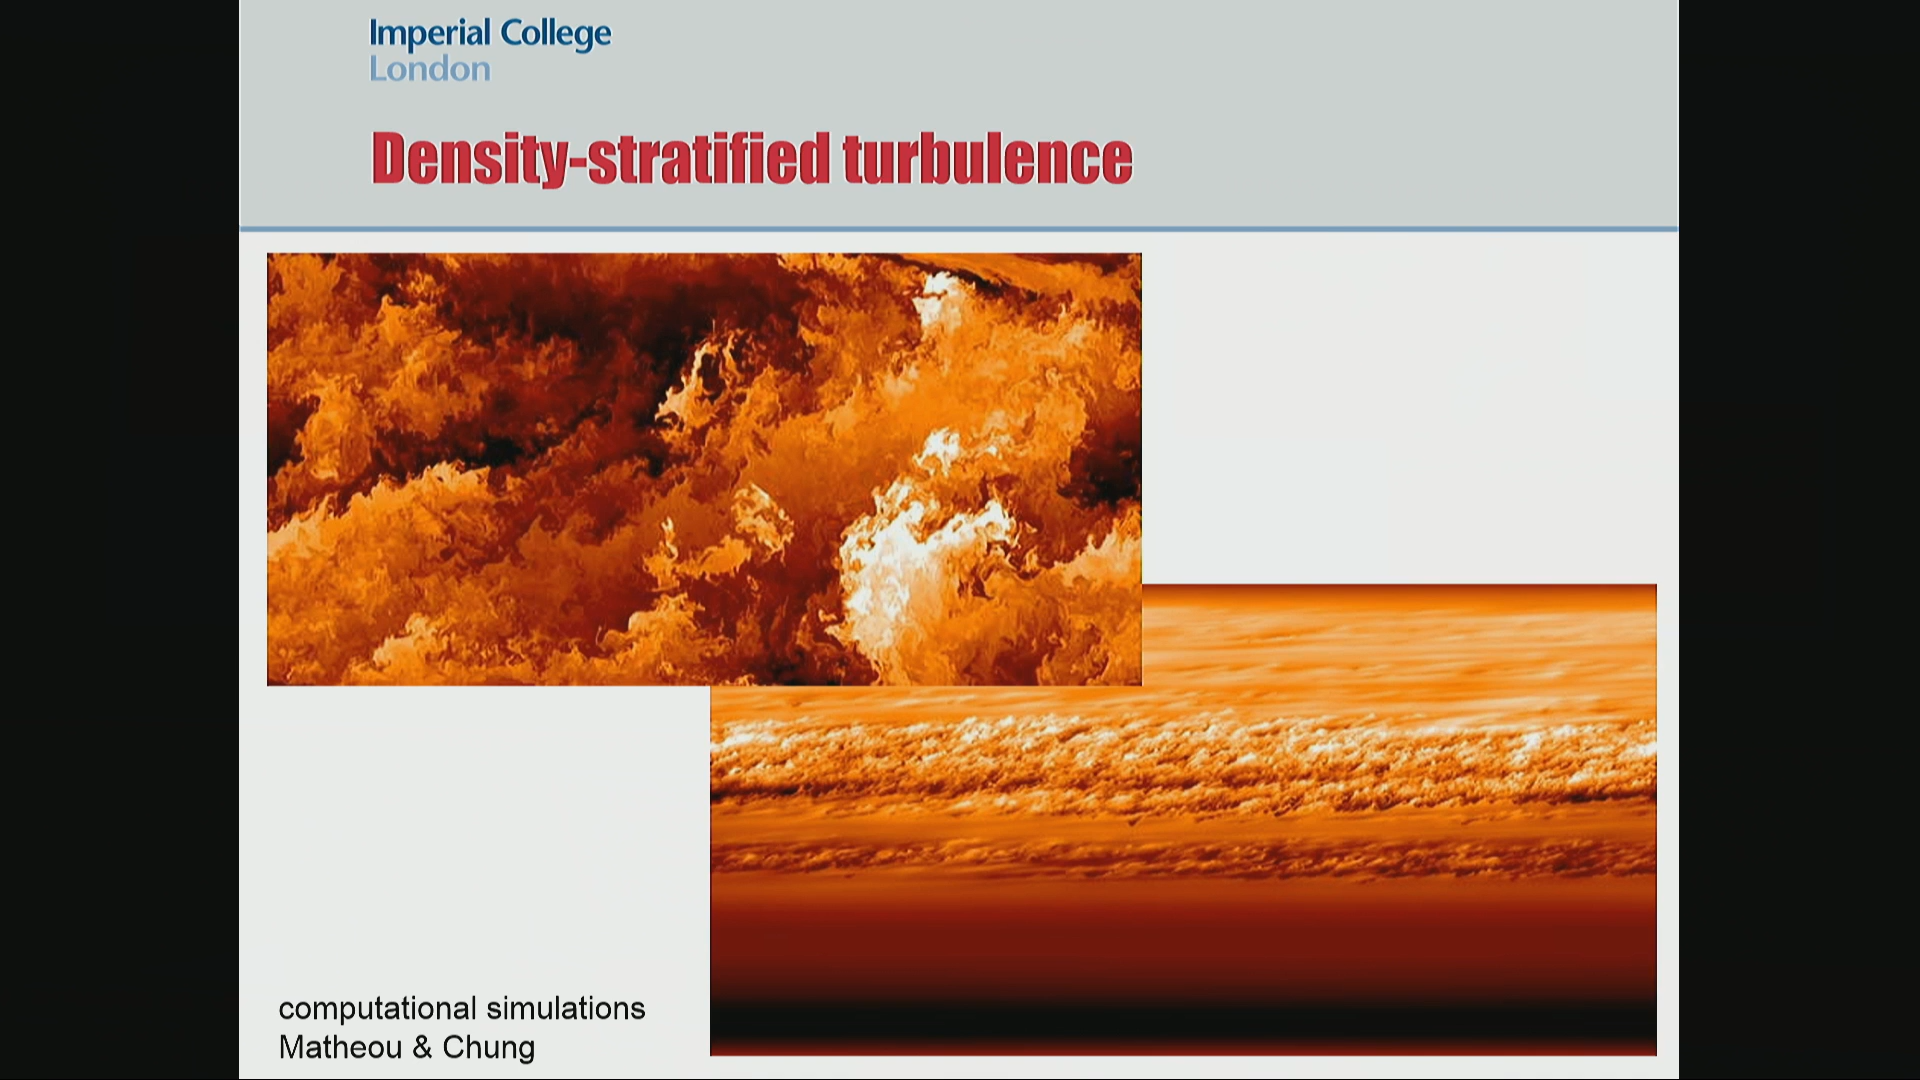 Imperial College
London
Density-stratified turbulence
computational simulations
Matheou & Chung